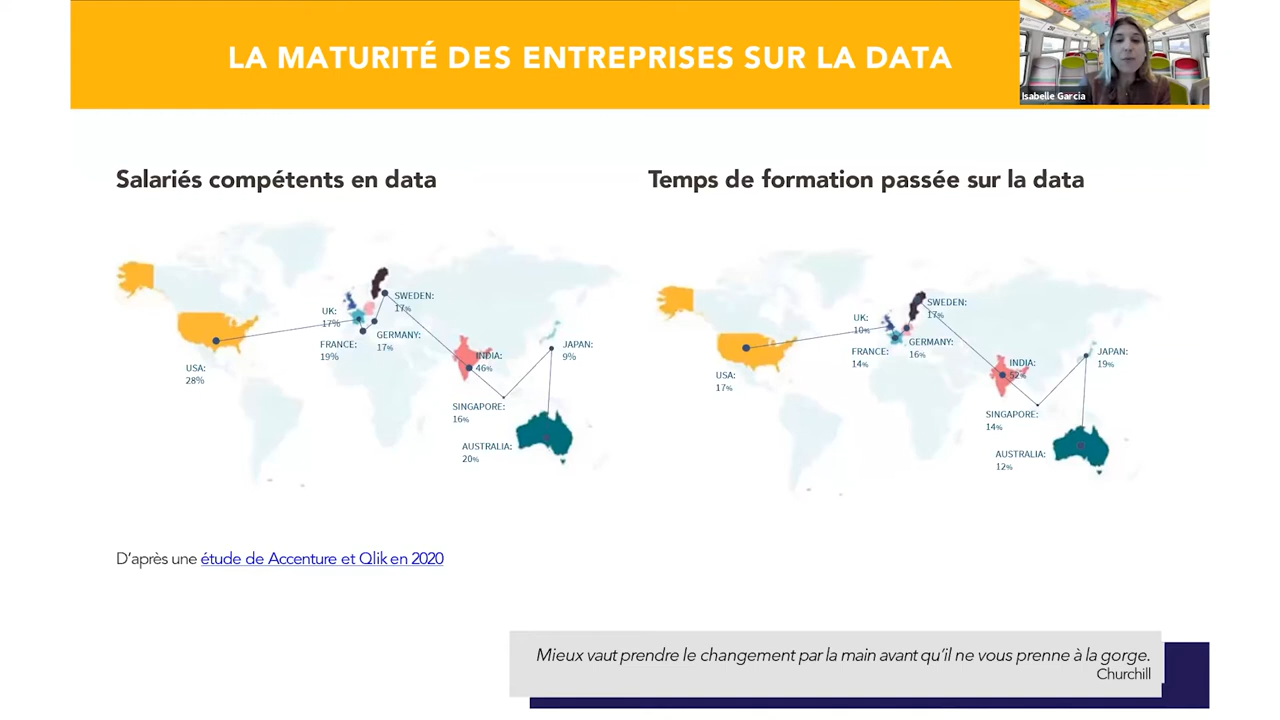 LA MATURITÉ DES ENTREPRISES SUR LA DATA
Isabelle Garcia
Salariés compétents en data
SWEDEN:
17%
UK:
17%
FRANCE:
19%
GERMANY:
17%
JAPAN:
9%
INDIA:
46%
USA:
28%
SINGAPORE:
16%
AUSTRALIA:
20%
Temps de formation passée sur la data
SWEDEN:
17%
UK:
10%
GERMANY:
16%
FRANCE:
14%
JAPAN:
19%
INDIA:
52%
USA:
17%
SINGAPORE:
14%
AUSTRALIA:
12%
D'après une étude de Accenture et Qlik en 2020
Mieux vaut prendre le changement par la main avant qu'il ne vous prenne à la gorge.
Churchill